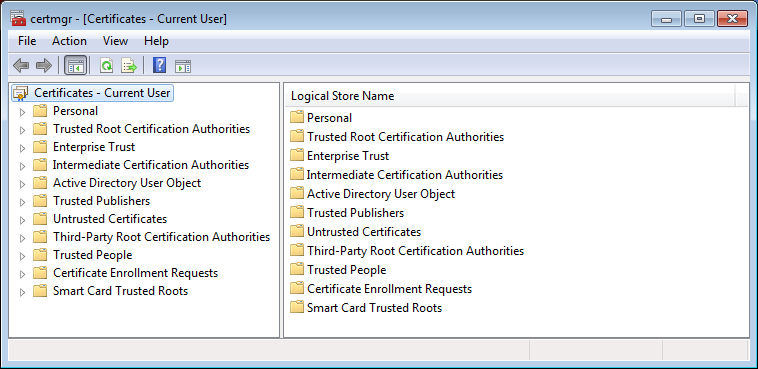 certmgr - [Certificates - Current User]
File Action View Help
Certificates - Current User
Personal
Trusted Root Certification Authorities
Enterprise Trust
Intermediate Certification Authorities
Active Directory User Object
Trusted Publishers
Untrusted Certificates
Third-Party Root Certification Authorities
Trusted People
Certificate Enrollment Requests
Smart Card Trusted Roots
Logical Store Name
Personal
Trusted Root Certification Authorities
Enterprise Trust
Intermediate Certification Authorities
Active Directory User Object
Trusted Publishers
Untrusted Certificates
Third-Party Root Certification Authorities
Trusted People
Certificate Enrollment Requests
Smart Card Trusted Roots